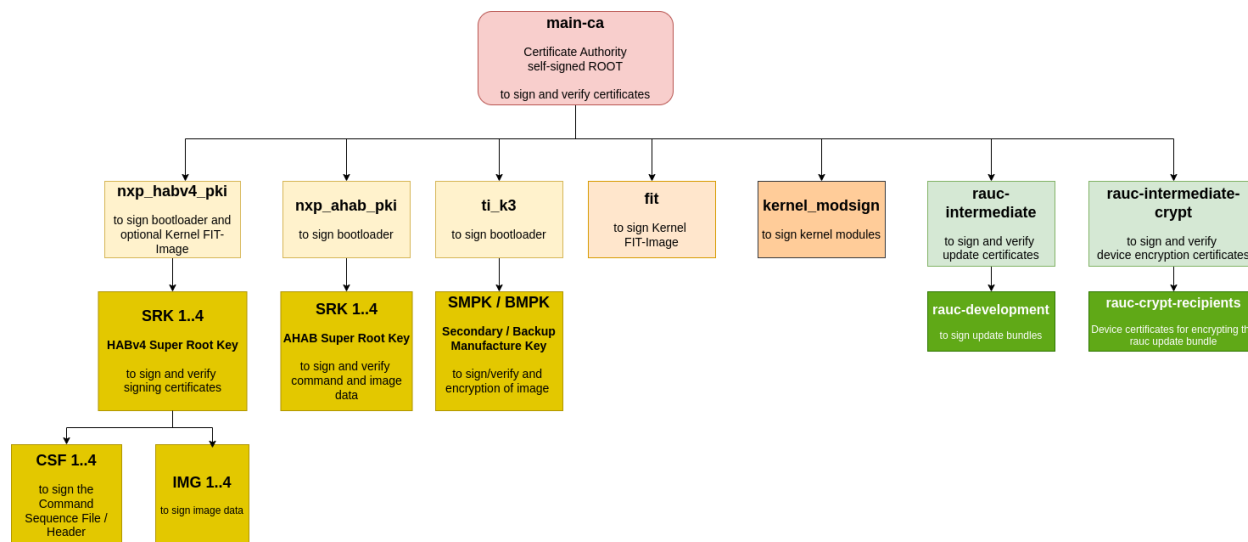 main-ca
Certificate Authority
self-signed ROOT
to sign and verify certificates
nxp_habv4_pki
to sign bootloader and
optional Kernel FIT-
Image
nxp_ahab_pki
to sign bootloader
ti_k3
to sign bootloader
fit
to sign Kernel
FIT-Image
kernel_modsign
to sign kernel modules
rauc-
intermediate
to sign and verify
update certificates
rauc-intermediate-
crypt
to sign and verify
device encryption certificates
SRK 1..4
HABv4 Super Root Key
to sign and verify
signing certificates
SRK 1..4
AHAB Super Root Key
to sign and verify
command and image
data
SMPK / BMPK
Secondary / Backup
Manufacture Key
to sign/verify and
encryption of image
rauc-development
to sign update bundles
rauc-crypt-recipients
Device certificates for encrypting th
rauc update bundle
CSF 1..4
to sign the
Command
Sequence File /
Header
IMG 1..4
to sign image data